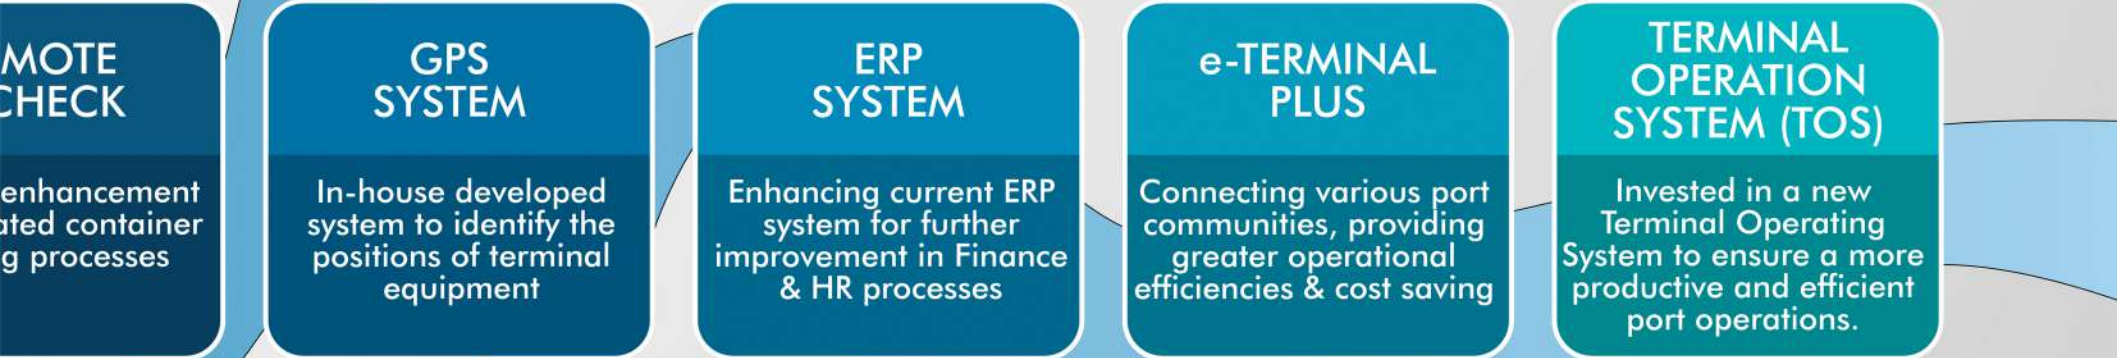 MOTE
CHECK
enhancement
ated container
g processes
GPS
SYSTEM
In-house developed
system to identify the
positions of terminal
equipment
ERP
SYSTEM
Enhancing current ERP
system for further
improvement in Finance
& HR processes
e-TERMINAL
PLUS
Connecting various port
communities, providing
greater operational
efficiencies & cost saving
TERMINAL
OPERATION
SYSTEM (TOS)
Invested in a new
Terminal Operating
System to ensure a more
productive and efficient
port operations.